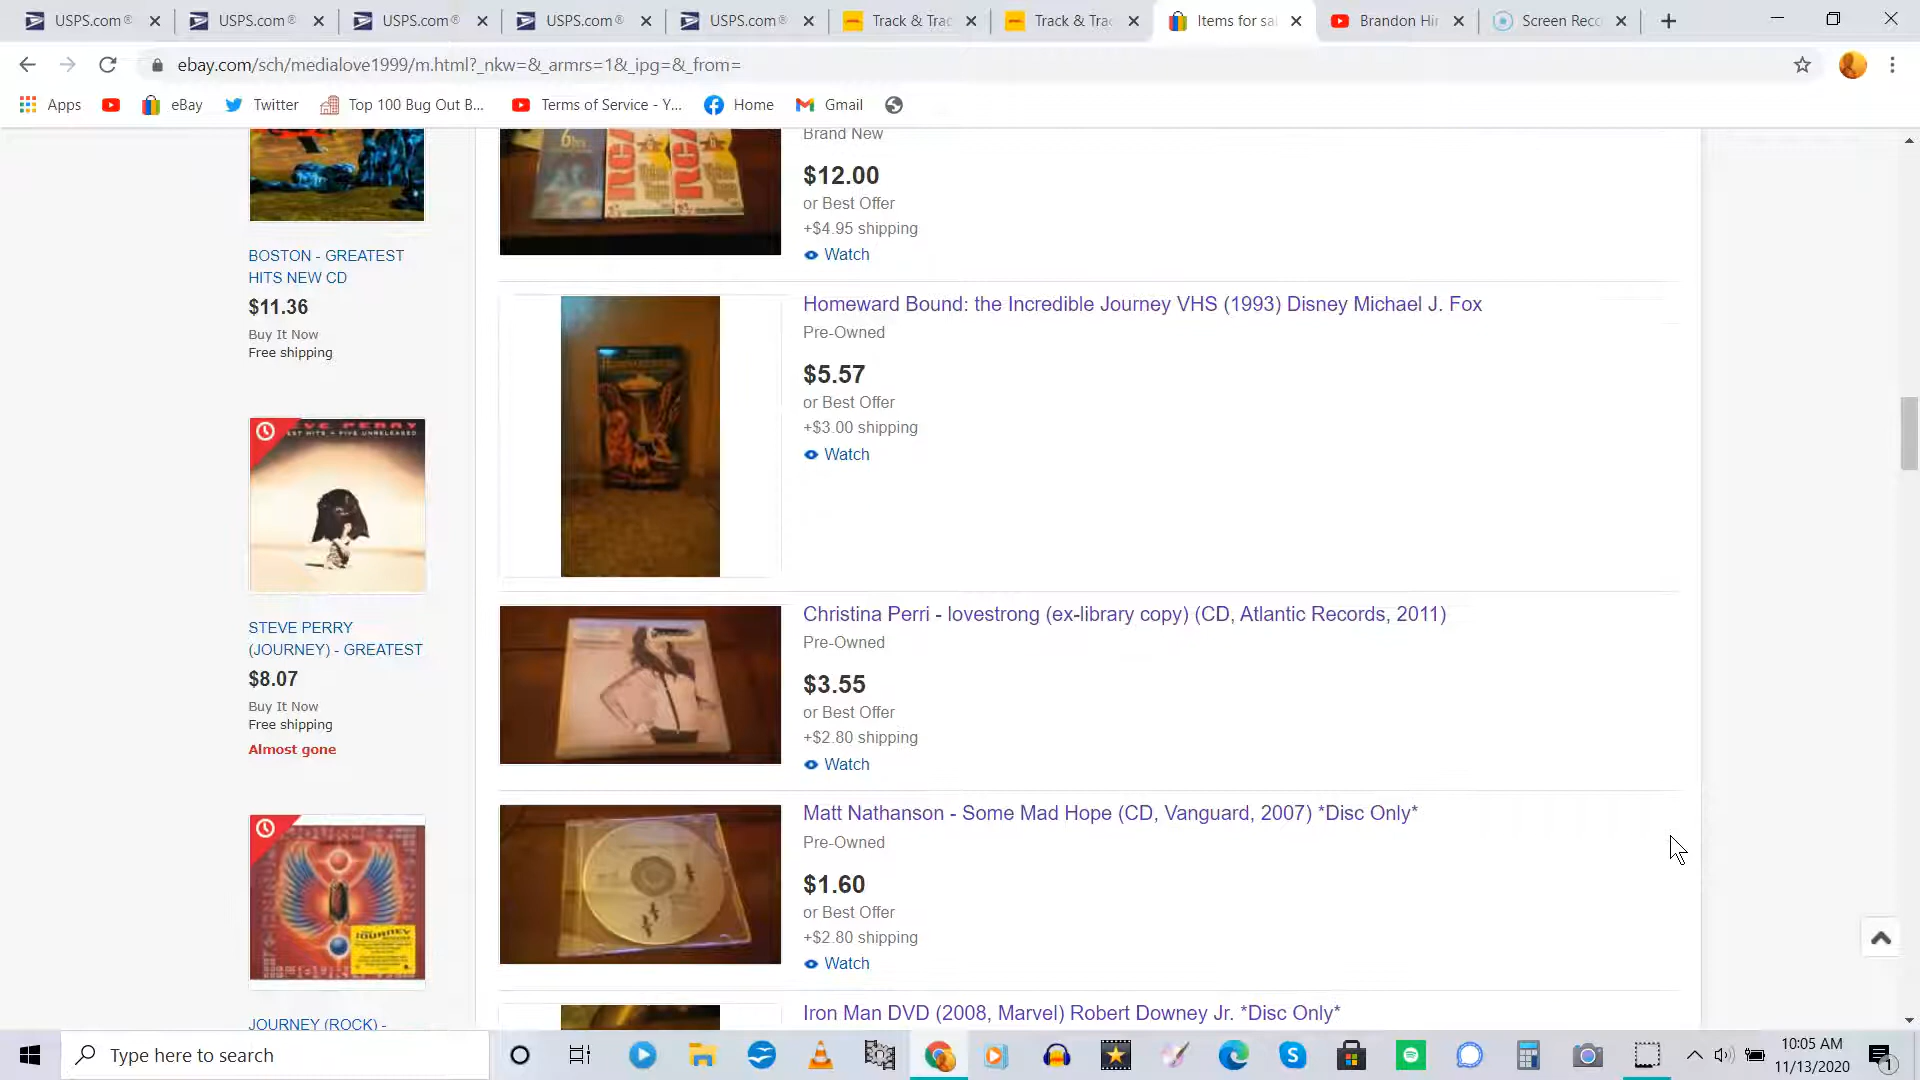 USPS.com®
USPS.com®
USPS.com®
USPS.com®
USPS.com®
Track & Trac
Track & Trac
Items for sa
Brandon Hi
Screen Reco
ebay.com/sch/medialove1999/m.html?_nkw=&_armrs=1&_ipg=&_from=
Apps
eBay
Twitter
Top 100 Bug Out B...
Terms of Service - Y...
Home
Gmail
BOSTON - GREATEST
HITS NEW CD
$11.36
Buy It Now
Free shipping
STEVE PERRY
(JOURNEY) - GREATEST
$8.07
Buy It Now
Free shipping
Almost gone
JOURNEY
JOURNEY (ROCK) -
6hrs
RCA
RCA
Brand New
$12.00
or Best Offer
+$4.95 shipping
Watch
Homeward Bound: the Incredible Journey VHS (1993) Disney Michael J. Fox
Pre-Owned
$5.57
or Best Offer
+$3.00 shipping
Watch
Christina Perri - lovestrong (ex-library copy) (CD, Atlantic Records, 2011)
Pre-Owned
$3.55
or Best Offer
+$2.80 shipping
Watch
Matt Nathanson - Some Mad Hope (CD, Vanguard, 2007) *Disc Only*
Pre-Owned
$1.60
or Best Offer
+$2.80 shipping
Watch
Iron Man DVD (2008, Marvel) Robert Downey Jr. *Disc Only*
Type here to search
10:05 AM
11/13/2020
1